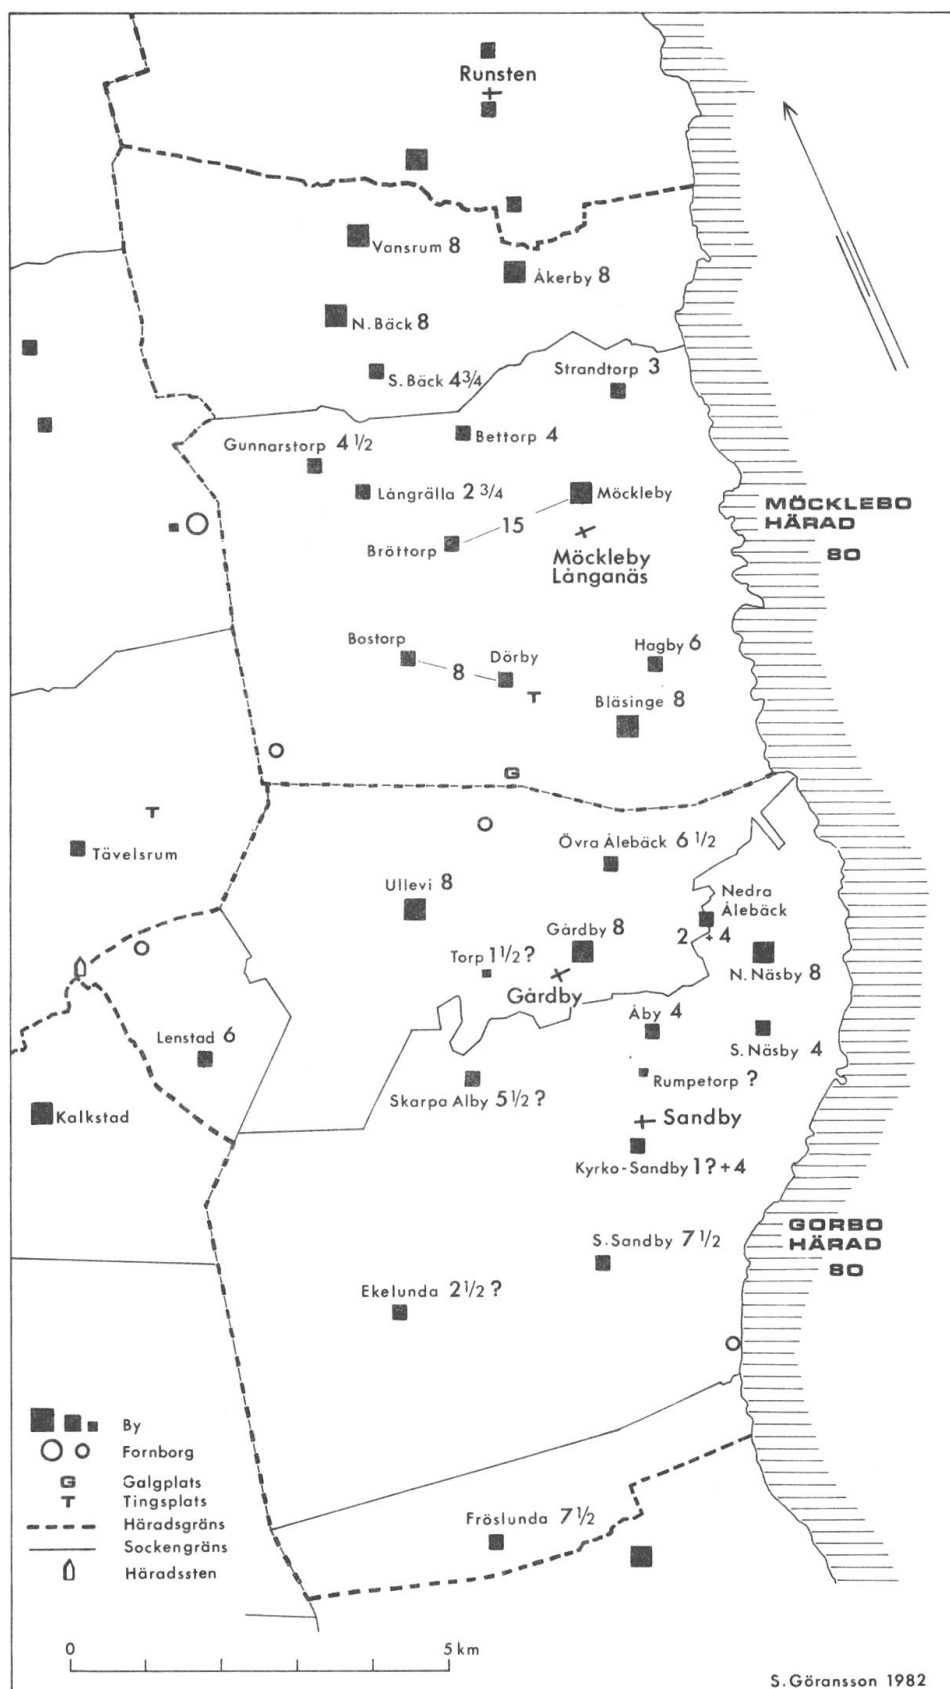 Runsten
Vansrum 8
Åkerby 8
N. Bäck 8
S. Bäck 4 3/4
Strandtorp 3
Bettorp 4
Gunnarstorp 4 1/2
Långrälla 2 3/4
Möckleby
15
Bröttorp
Möckleby
Långanäs
MÖCKLEBO
HÄRAD
80
Bostorp
8
Dörby
Hagby 6
T
Bläsinge 8
G
T
Tävelsrum
Övra Ålebäck 6 1/2
Ullevi 8
Nedra
Ålebäck
2 + 4
Gårdby 8
N. Näsby 8
Torp 1 1/2 ?
Gårdby
Åby 4
S. Näsby 4
Lenstad 6
Rumpetorp ?
Skarpa Alby 5 1/2 ?
Kalkstad
Sandby
Kyrko-Sandby 1? + 4
GORBO
HÄRAD
80
S. Sandby 7 1/2
Ekelunda 2 1/2 ?
By
Fornborg
G Galgplats
T Tingsplats
Häradsgräns
Sockengräns
Häradssten
Fröslunda 7 1/2
0 5 km
S. Göransson 1982